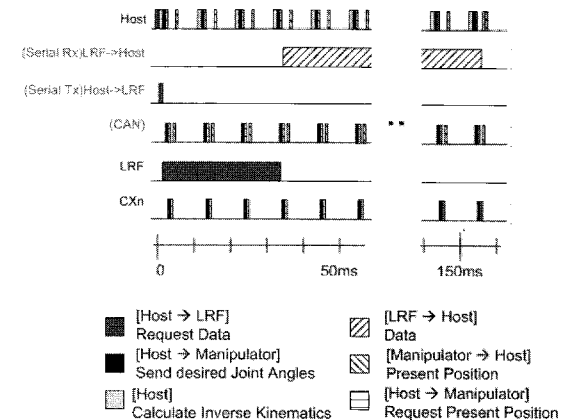 Host
(Serial Rx)LRF->Host
(Serial Tx)Host->LRF
(CAN)
LRF
CXn
0 50ms 150ms
[Host → LRF]
Request Data
[Host → Manipulator]
Send desired Joint Angles
[Host]
Calculate Inverse Kinematics
[LRF → Host]
Data
[Manipulator → Host]
Present Position
[Host → Manipulator]
Request Present Position